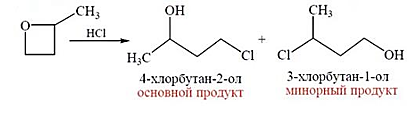 O
CH₃
HCl
OH
H₃C
Cl
+
CH₃
Cl
OH
4-хлорбутан-2-ол
основной продукт
3-хлорбутан-1-ол
минорный продукт